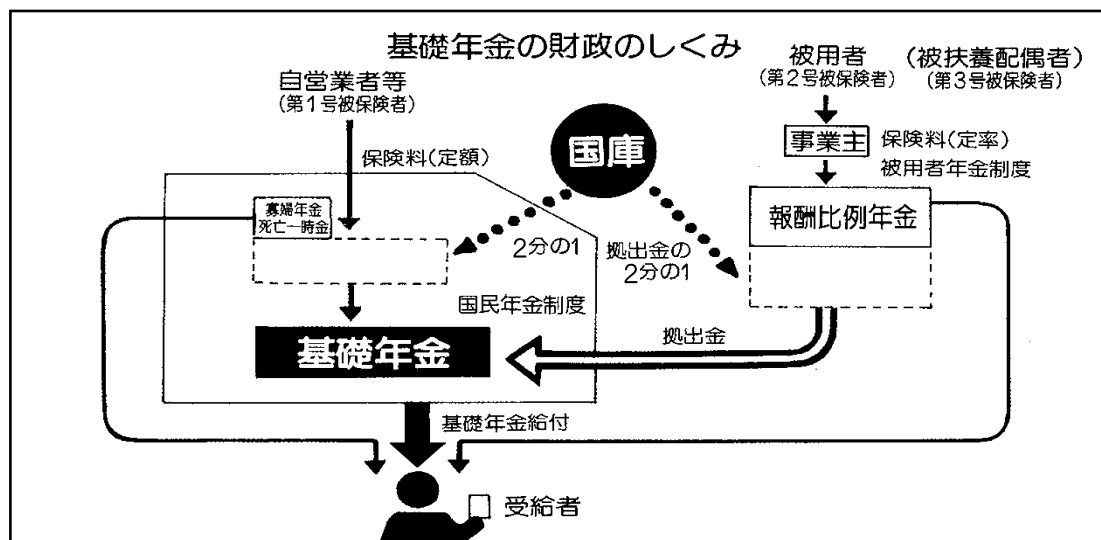 基礎年金の財政のしくみ
自営業者等
(第1号被保険者)
保険料(定額)
国庫
被用者
(第2号被保険者)
(被扶養配偶者)
(第3号被保険者)
事業主
保険料(定率)
被用者年金制度
寡婦年金
死亡一時金
2分の1
拠出金の
2分の1
報酬比例年金
国民年金制度
基礎年金
拠出金
基礎年金給付
受給者